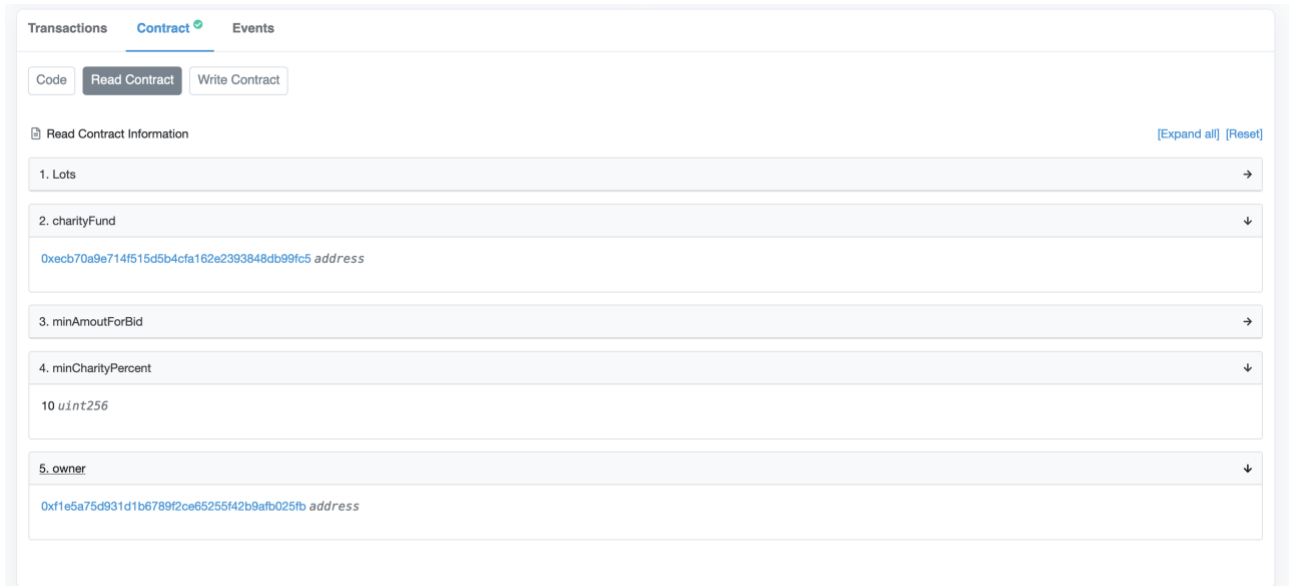 Transactions Contract Events
Code Read Contract Write Contract
Read Contract Information [Expand all] [Reset]
1. Lots
2. charityFund
0xecb70a9e714f515d5b4cfa162e2393848db99fc5 address
3. minAmoutForBid
4. minCharityPercent
10 uint256
5. owner
0xf1e5a75d931d1b6789f2ce65255f42b9afb025fb address